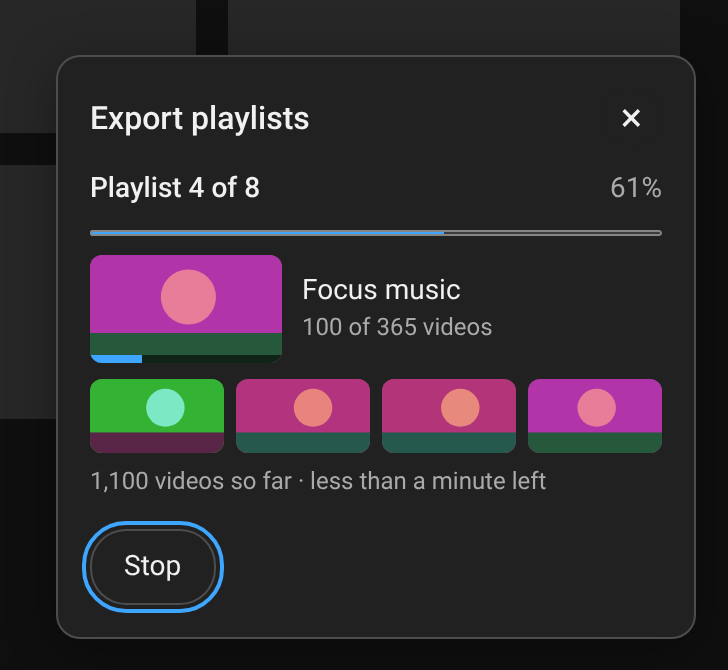 Export playlists
Playlist 4 of 8 61%
Focus music
100 of 365 videos
1,100 videos so far · less than a minute left
Stop